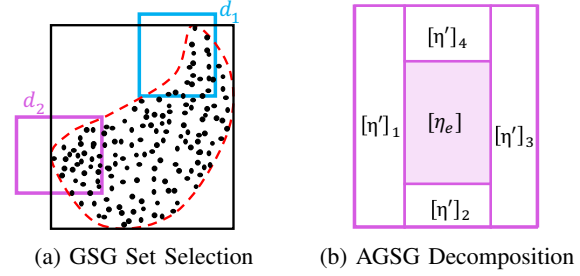 d₁
d₂
[η′]₄
[η′]₁ [ηₑ] [η′]₃
[η′]₂
(a) GSG Set Selection
(b) AGSG Decomposition